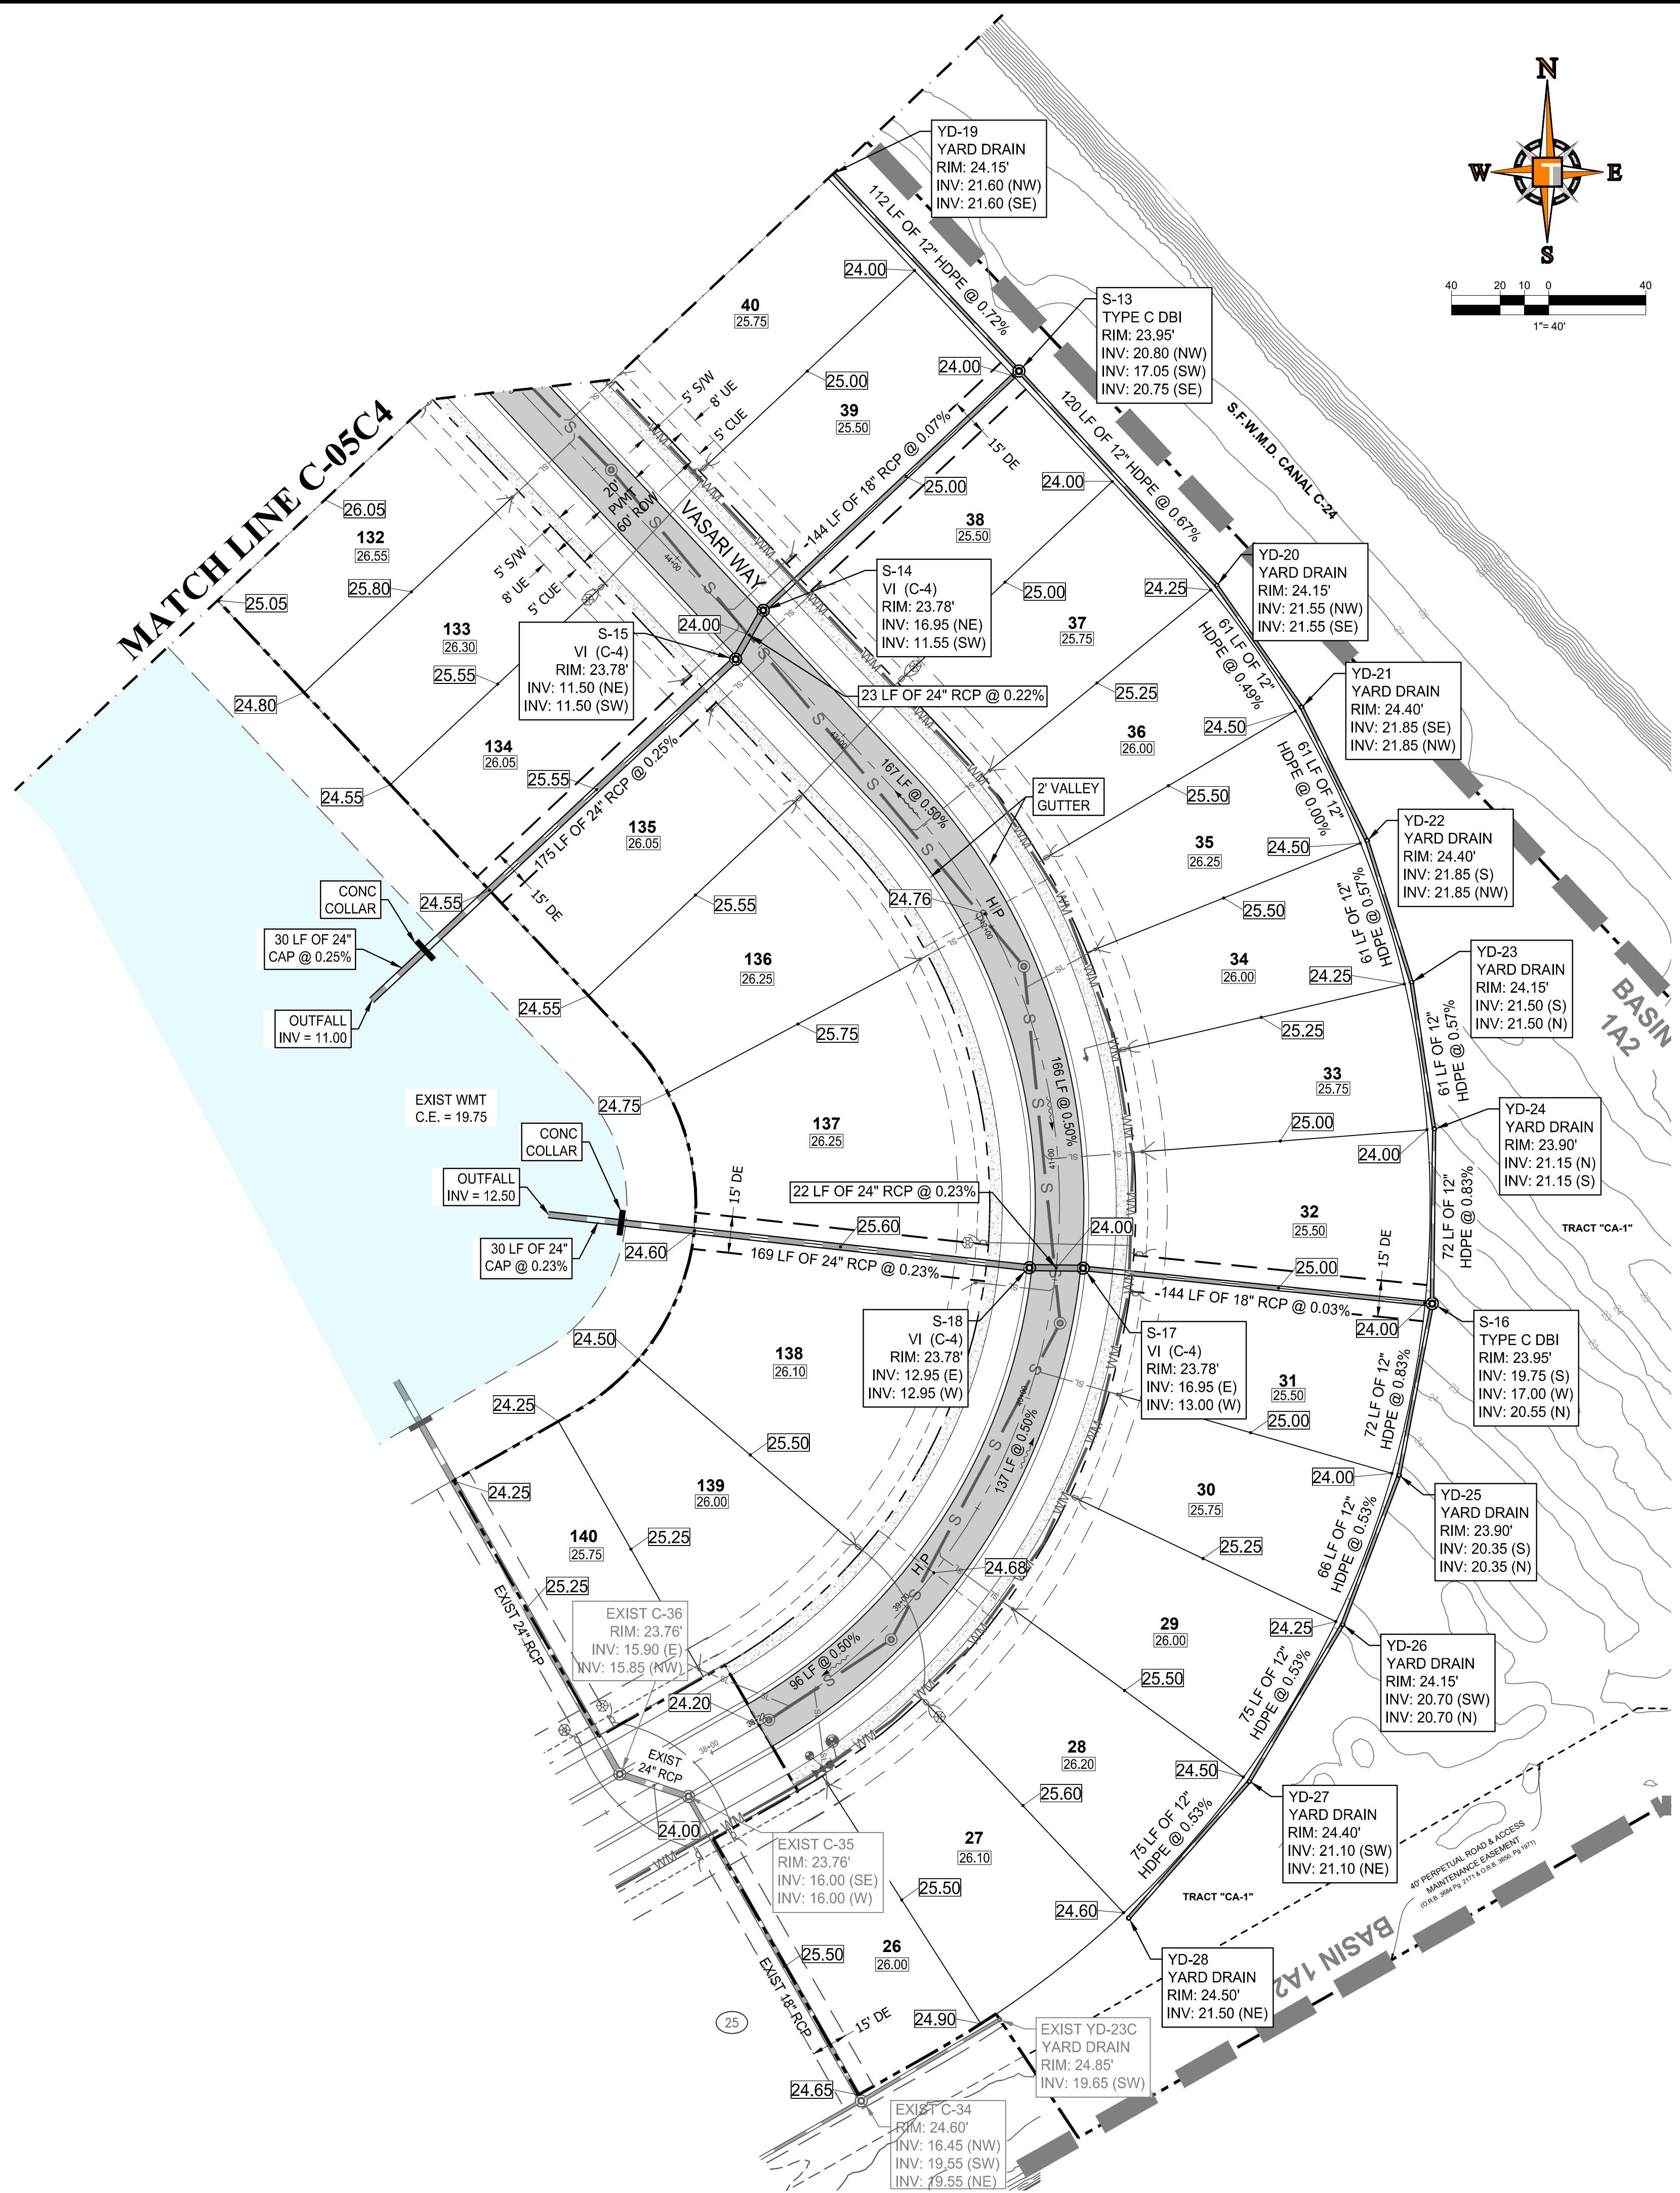 N
W
E
S
T
40
20
10
0
40
1"= 40'
MATCH LINE C-05C4
S.F.W.M.D. CANAL C-24
YD-19
YARD DRAIN
RIM: 24.15'
INV: 21.60 (NW)
INV: 21.60 (SE)
112 LF OF 12" HDPE @ 0.72%
24.00
40
25.75
S-13
TYPE C DBI
RIM: 23.95'
INV: 20.80 (NW)
INV: 17.05 (SW)
INV: 20.75 (SE)
24.00
25.00
39
25.50
5' S/W
8' UE
5' CUE
144 LF OF 18" RCP @ 0.07%
15' DE
120 LF OF 12" HDPE @ 0.67%
25.00
24.00
38
25.50
20'
PVMT
60' ROW
VASARI WAY
26.05
132
26.55
25.80
25.05
5' S/W
8' UE
5' CUE
44+00
S-14
VI (C-4)
RIM: 23.78'
INV: 16.95 (NE)
INV: 11.55 (SW)
25.00
YD-20
YARD DRAIN
RIM: 24.15'
INV: 21.55 (NW)
INV: 21.55 (SE)
24.25
37
25.75
133
26.30
24.00
S-15
VI (C-4)
RIM: 23.78'
INV: 11.50 (NE)
INV: 11.50 (SW)
25.55
24.80
23 LF OF 24" RCP @ 0.22%
61 LF OF 12"
HDPE @ 0.49%
25.25
YD-21
YARD DRAIN
RIM: 24.40'
INV: 21.85 (SE)
INV: 21.85 (NW)
24.50
36
26.00
134
26.05
25.55
24.55
175 LF OF 24" RCP @ 0.25%
43+00
167 LF @ 0.50%
2' VALLEY
GUTTER
61 LF OF 12"
HDPE @ 0.00%
25.50
135
26.05
35
26.25
24.50
YD-22
YARD DRAIN
RIM: 24.40'
INV: 21.85 (S)
INV: 21.85 (NW)
CONC
COLLAR
24.55
15' DE
25.55
24.76
HP
42+00
25.50
61 LF OF 12"
HDPE @ 0.57%
30 LF OF 24"
CAP @ 0.25%
136
26.25
34
26.00
24.25
YD-23
YARD DRAIN
RIM: 24.15'
INV: 21.50 (S)
INV: 21.50 (N)
BASIN
1A2
OUTFALL
INV = 11.00
24.55
25.75
25.25
61 LF OF 12"
HDPE @ 0.57%
EXIST WMT
C.E. = 19.75
24.75
166 LF @ 0.50%
33
25.75
25.00
24.00
YD-24
YARD DRAIN
RIM: 23.90'
INV: 21.15 (N)
INV: 21.15 (S)
CONC
COLLAR
137
26.25
41+00
OUTFALL
INV = 12.50
15' DE
22 LF OF 24" RCP @ 0.23%
72 LF OF 12"
HDPE @ 0.83%
32
25.50
TRACT "CA-1"
25.60
24.00
24.60
30 LF OF 24"
CAP @ 0.23%
169 LF OF 24" RCP @ 0.23%
25.00
15' DE
144 LF OF 18" RCP @ 0.03%
24.00
S-18
VI (C-4)
RIM: 23.78'
INV: 12.95 (E)
INV: 12.95 (W)
S-17
VI (C-4)
RIM: 23.78'
INV: 16.95 (E)
INV: 13.00 (W)
S-16
TYPE C DBI
RIM: 23.95'
INV: 19.75 (S)
INV: 17.00 (W)
INV: 20.55 (N)
24.50
138
26.10
31
25.50
72 LF OF 12"
HDPE @ 0.83%
24.25
40+00
25.00
25.50
137 LF @ 0.50%
24.00
YD-25
YARD DRAIN
RIM: 23.90'
INV: 20.35 (S)
INV: 20.35 (N)
24.25
139
26.00
30
25.75
66 LF OF 12"
HDPE @ 0.53%
140
25.75
25.25
25.25
25.25
HP
24.68
39+00
EXIST 24" RCP
EXIST C-36
RIM: 23.76'
INV: 15.90 (E)
INV: 15.85 (NW)
29
26.00
24.25
YD-26
YARD DRAIN
RIM: 24.15'
INV: 20.70 (SW)
INV: 20.70 (N)
96 LF @ 0.50%
24.20
25.50
75 LF OF 12"
HDPE @ 0.53%
38+00
EXIST
24" RCP
28
26.20
24.50
YD-27
YARD DRAIN
RIM: 24.40'
INV: 21.10 (SW)
INV: 21.10 (NE)
25.60
24.00
EXIST C-35
RIM: 23.76'
INV: 16.00 (SE)
INV: 16.00 (W)
27
26.10
75 LF OF 12"
HDPE @ 0.53%
40' PERPETUAL ROAD & ACCESS
MAINTENANCE EASEMENT
(O.R.B. 3684 Pg. 2171 & O.R.B. 3650, Pg.1971)
25.50
TRACT "CA-1"
24.60
25.50
26
26.00
BASIN 1A2
YD-28
YARD DRAIN
RIM: 24.50'
INV: 21.50 (NE)
EXIST 18" RCP
15' DE
25
24.90
EXIST YD-23C
YARD DRAIN
RIM: 24.85'
INV: 19.65 (SW)
24.65
EXIST C-34
RIM: 24.60'
INV: 16.45 (NW)
INV: 19.55 (SW)
INV: 19.55 (NE)